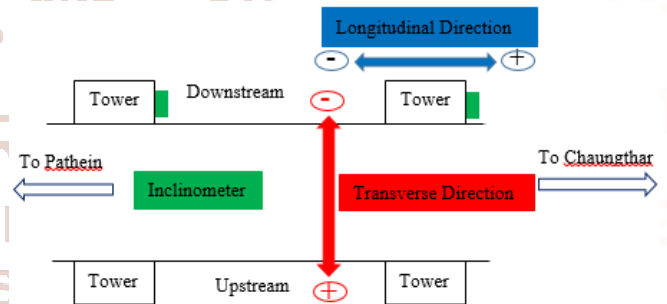 Longitudinal Direction
- +
Tower Downstream - Tower
To Pathein To Chaungthar
Inclinometer Transverse Direction
Tower Upstream + Tower